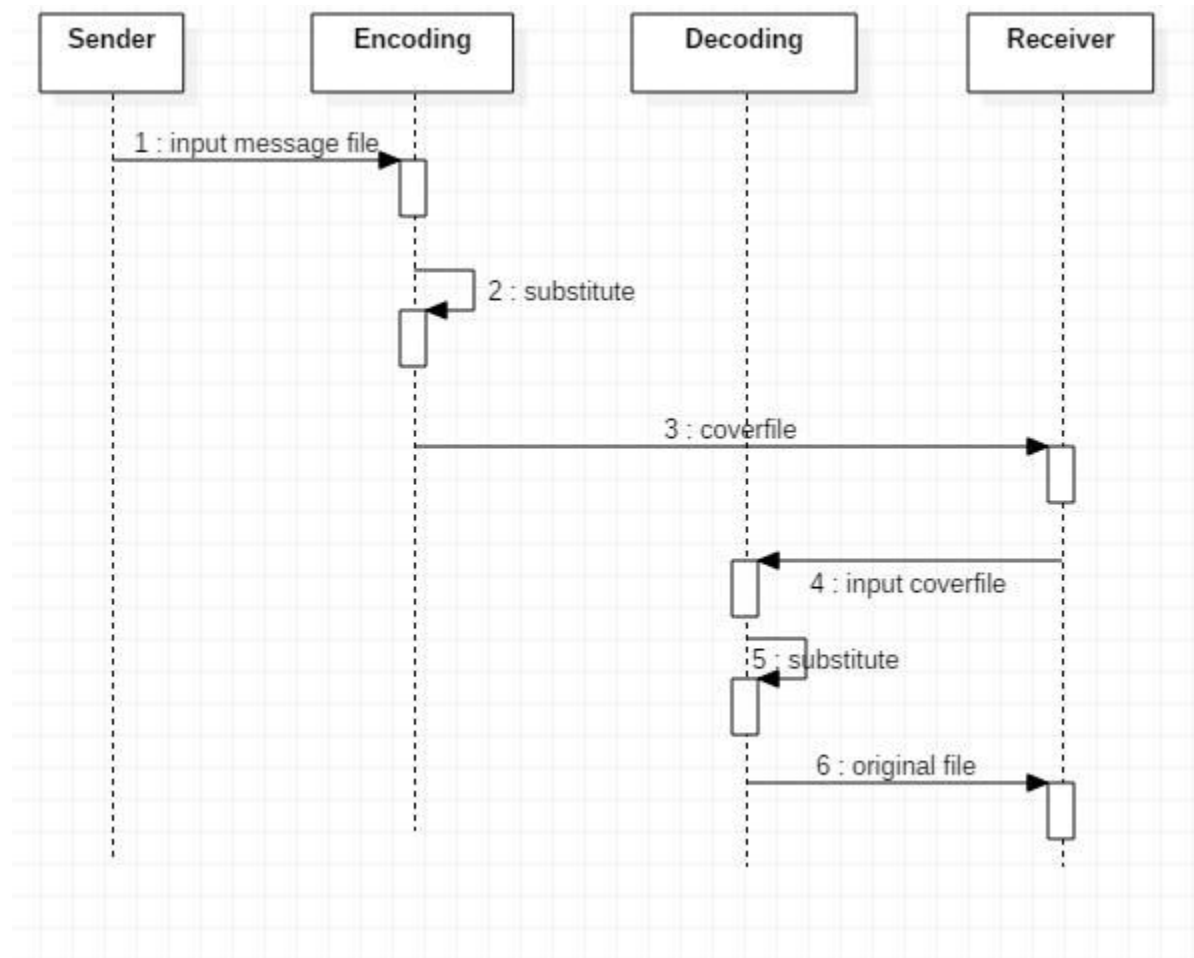 Sender
Encoding
Decoding
Receiver
1 : input message file
2 : substitute
3 : coverfile
4 : input coverfile
5 : substitute
6 : original file